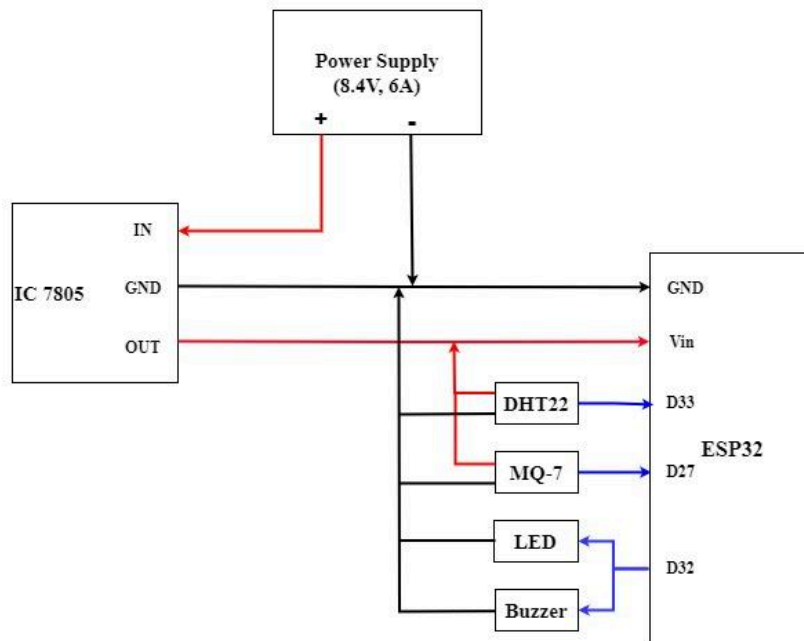 Power Supply
(8.4V, 6A)
+ -
IN
IC 7805
GND
OUT
GND
Vin
DHT22
D33
ESP32
MQ-7
D27
LED
D32
Buzzer